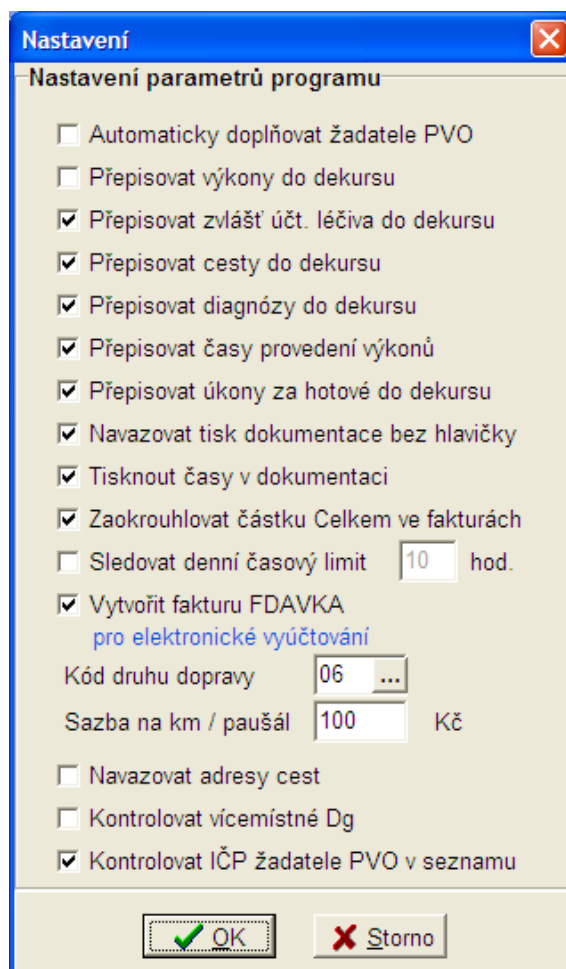 Nastavení
Nastavení parametrů programu
Automaticky doplňovat žadatele PVO
Přepisovat výkony do dekursu
Přepisovat zvlášť účt. léčiva do dekursu
Přepisovat cesty do dekursu
Přepisovat diagnózy do dekursu
Přepisovat časy provedení výkonů
Přepisovat úkony za hotové do dekursu
Navazovat tisk dokumentace bez hlavičky
Tisknout časy v dokumentaci
Zaokrouhlovat částku Celkem ve fakturách
Sledovat denní časový limit 10 hod.
Vytvořit fakturu FDAVKA
pro elektronické vyúčtování
Kód druhu dopravy 06 ...
Sazba na km / paušál 100 Kč
Navazovat adresy cest
Kontrolovat vícemístné Dg
Kontrolovat IČP žadatele PVO v seznamu
OK Storno